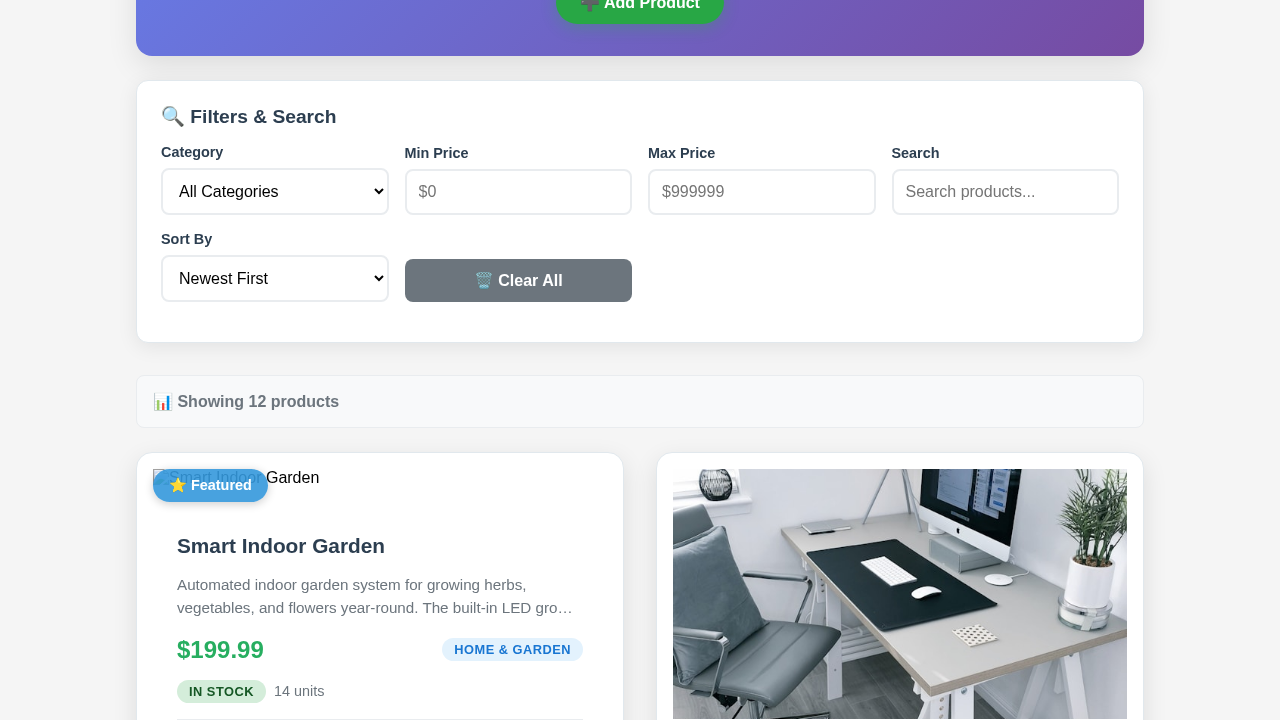 ➕ Add Product
🔍 Filters & Search
Category
Min Price
Max Price
Search
All Categories
$0
$999999
Search products...
Sort By
Newest First
🗑️ Clear All
📊 Showing 12 products
Smart Indoor Garden
⭐ Featured
Smart Indoor Garden
Automated indoor garden system for growing herbs,
vegetables, and flowers year-round. The built-in LED gro…
$199.99
HOME & GARDEN
IN STOCK
14 units